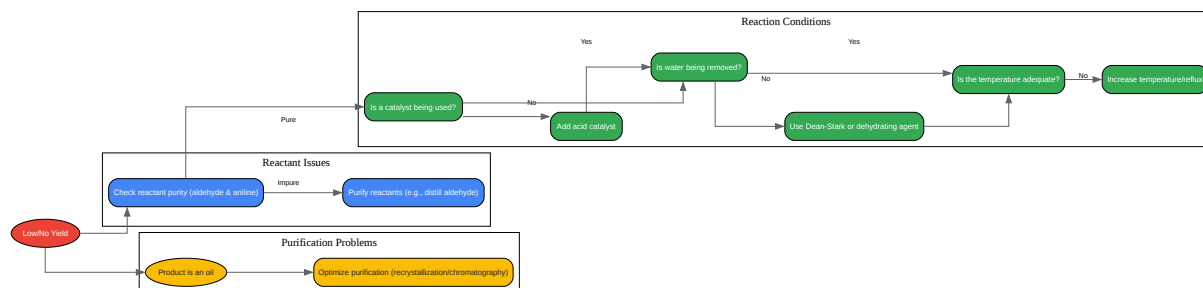 Reaction Conditions
Yes
Yes
Is water being removed?
No
Is the temperature adequate?
No
Increase temperature/reflux
Is a catalyst being used?
No
Add acid catalyst
Use Dean-Stark or dehydrating agent
Pure
Reactant Issues
Check reactant purity (aldehyde & aniline)
Impure
Purify reactants (e.g., distill aldehyde)
Low/No Yield
Purification Problems
Product is an oil
Optimize purification (recrystallization/chromatography)